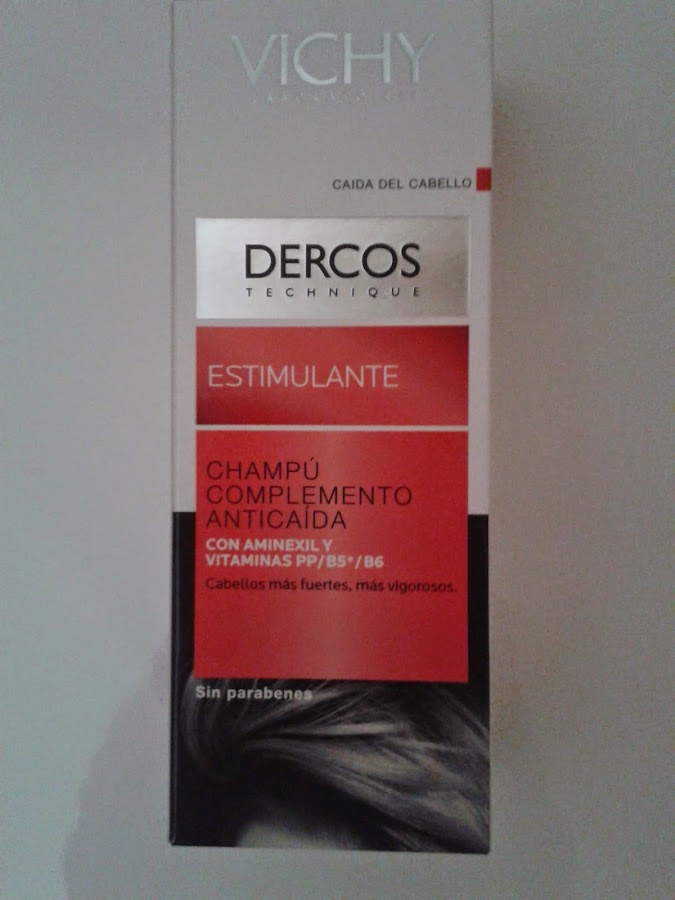 VICHY
LABORATOIRES
CAIDA DEL CABELLO
DERCOS
TECHNIQUE
ESTIMULANTE
CHAMPÚ
COMPLEMENTO
ANTICAÍDA
CON AMINEXIL Y
VITAMINAS PP/B5*/B6
Cabellos más fuertes, más vigorosos.
Sin parabenes